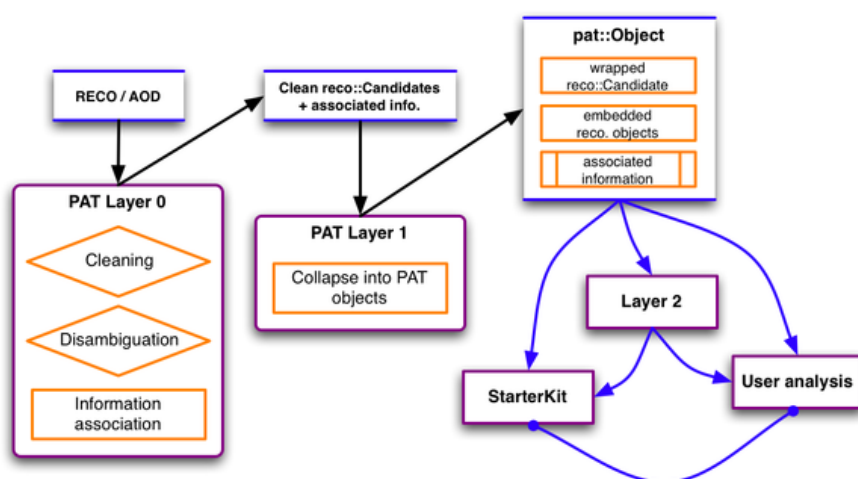 RECO / AOD
Clean reco::Candidates
+ associated info.
pat::Object
wrapped
reco::Candidate
embedded
reco. objects
associated
information
PAT Layer 0
Cleaning
Disambiguation
Information
association
PAT Layer 1
Collapse into PAT
objects
Layer 2
StarterKit
User analysis